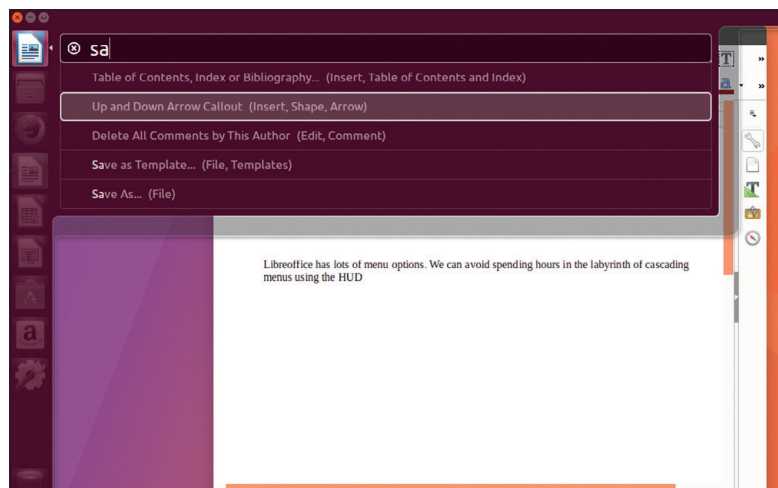 sa
Table of Contents, Index or Bibliography... (Insert, Table of Contents and Index)
Up and Down Arrow Callout (Insert, Shape, Arrow)
Delete All Comments by This Author (Edit, Comment)
Save as Template... (File, Templates)
Save As... (File)
Libreoffice has lots of menu options. We can avoid spending hours in the labyrinth of cascading
menus using the HUD